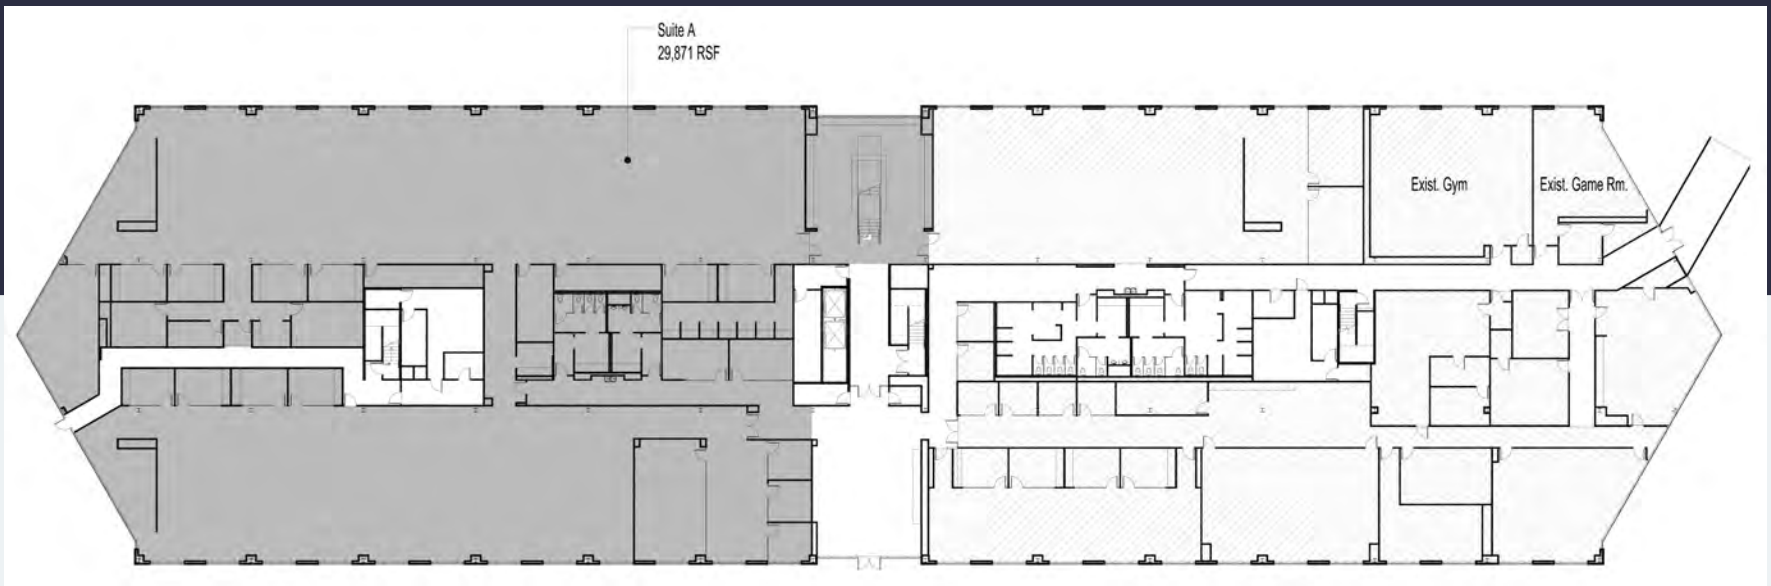 Suite A
29,871 RSF
Exist. Gym
Exist. Game Rm.